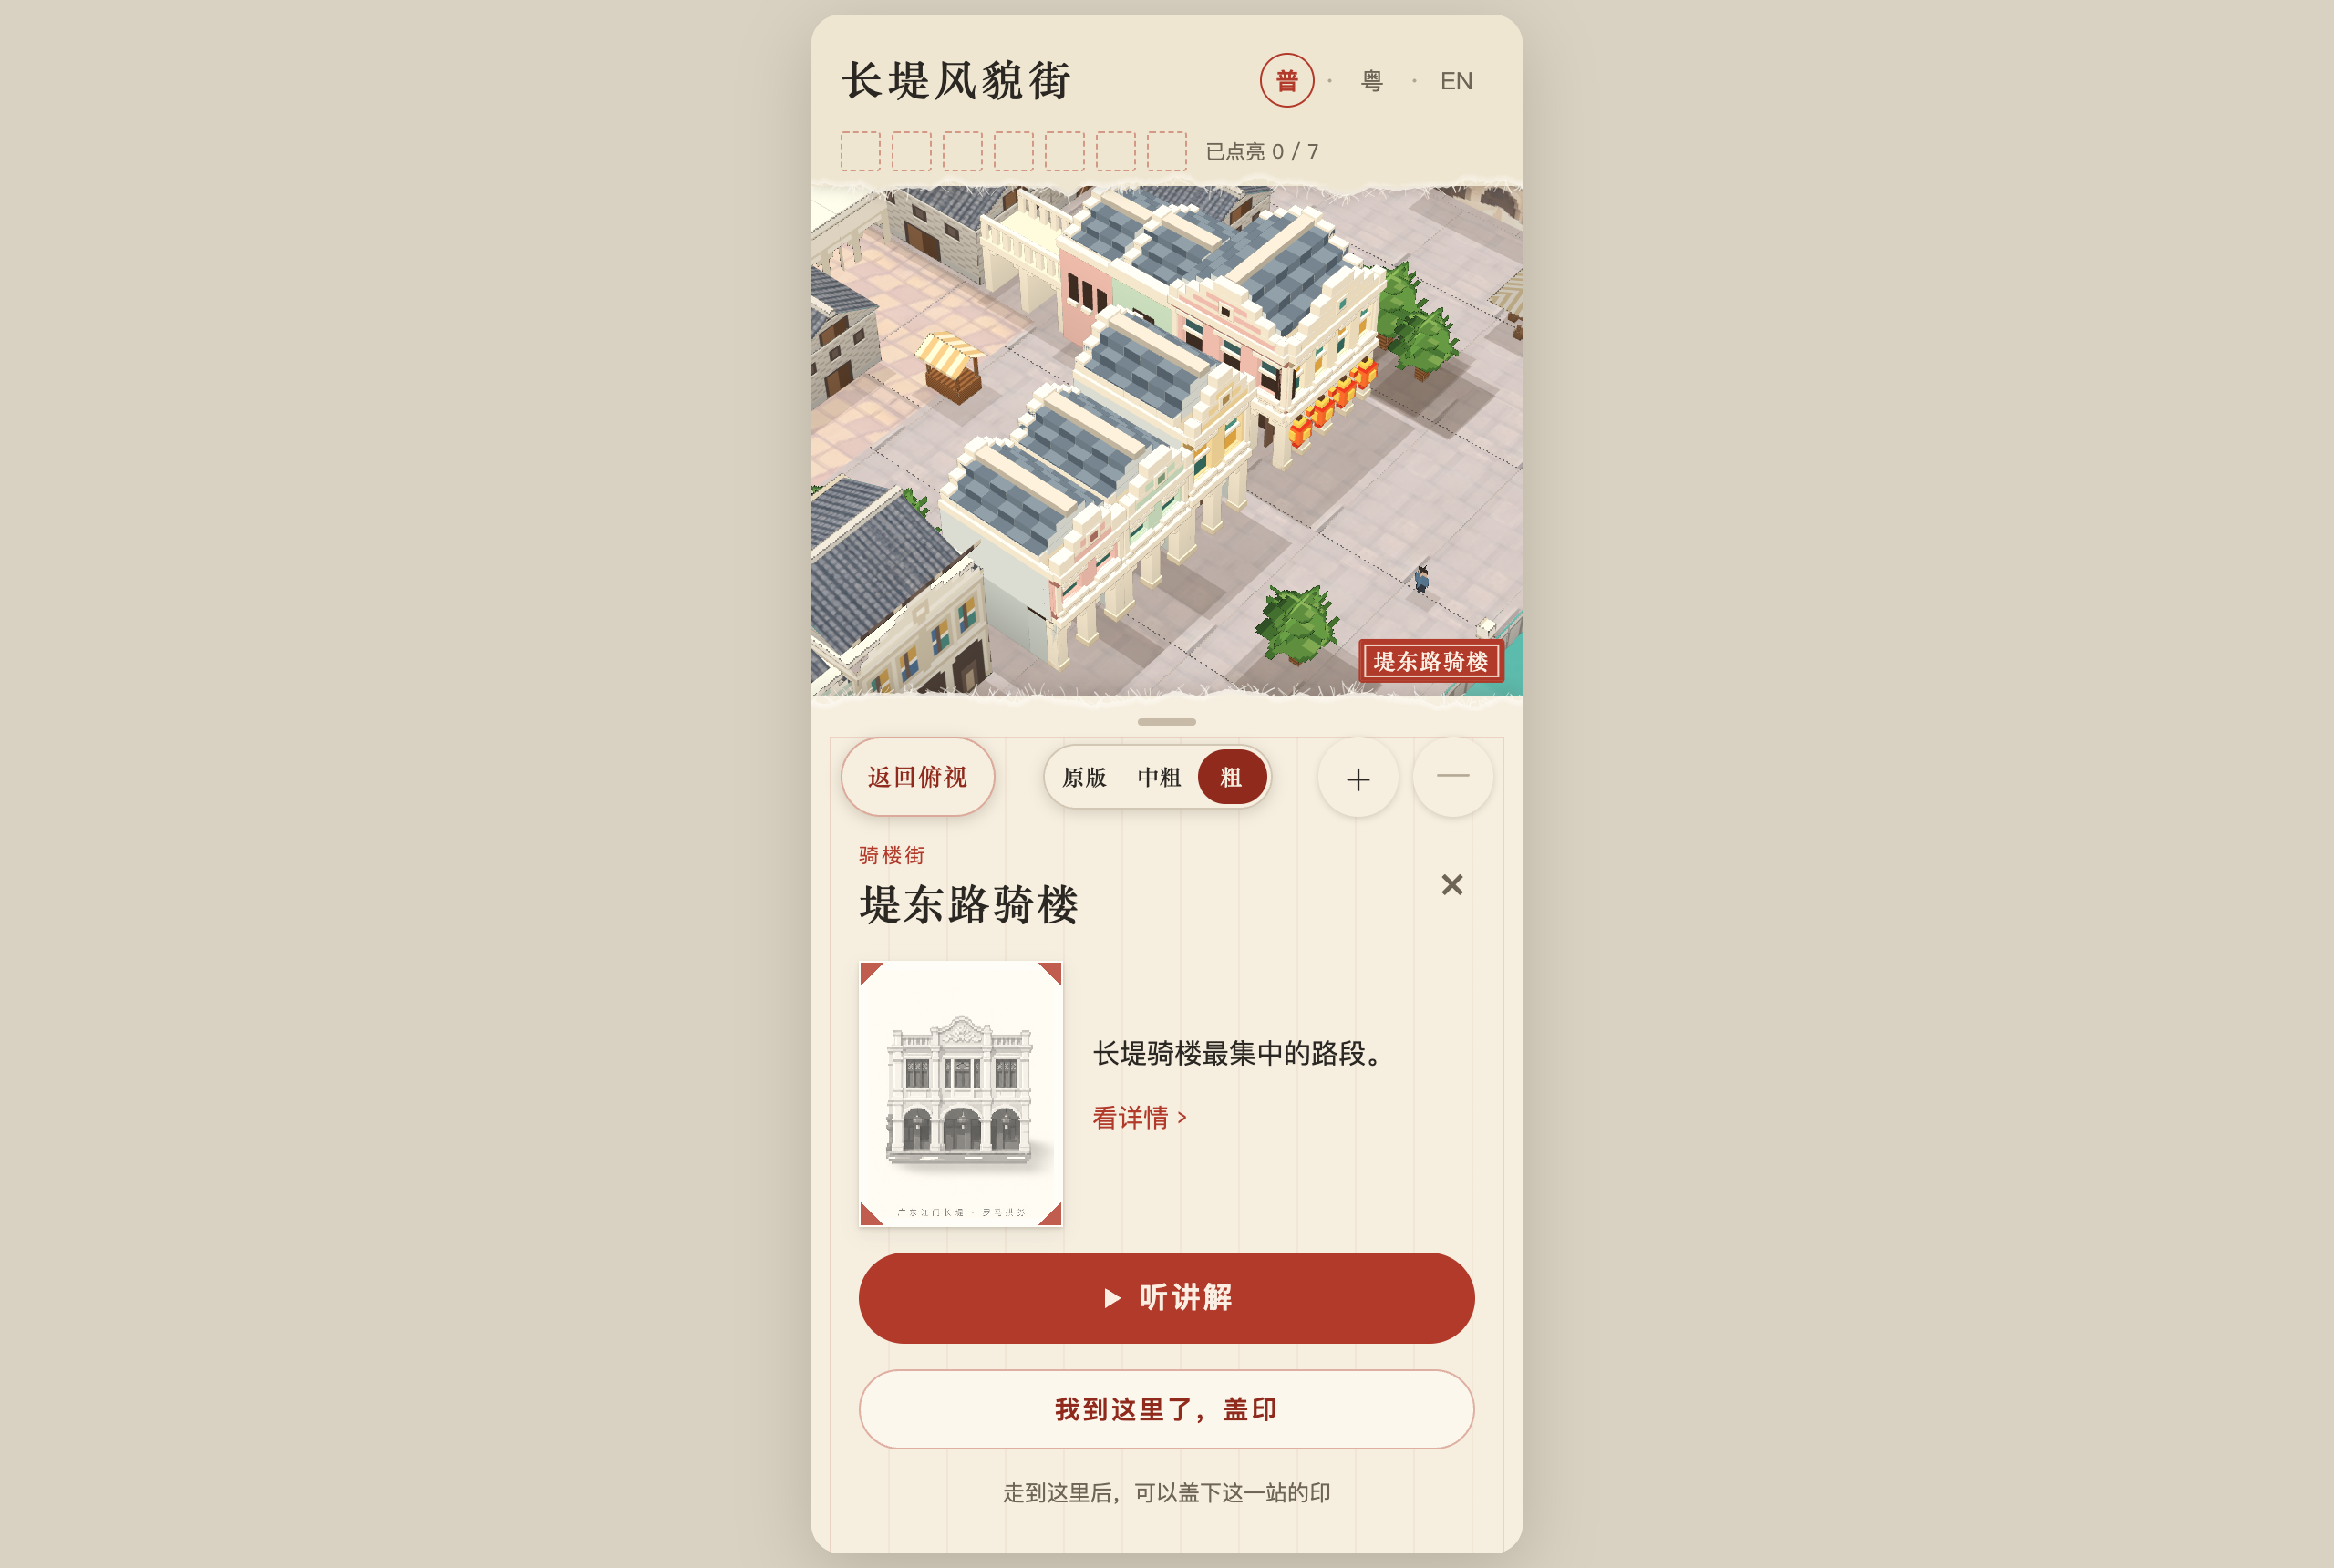 长堤风貌街
普 · 粤 · EN
已点亮 0 / 7
堤东路骑楼
返回俯视
原版 中粗 粗
+ —
骑楼街
堤东路骑楼
×
长堤骑楼最集中的路段。
看详情 ›
▶ 听讲解
我到这里了，盖印
走到这里后，可以盖下这一站的印